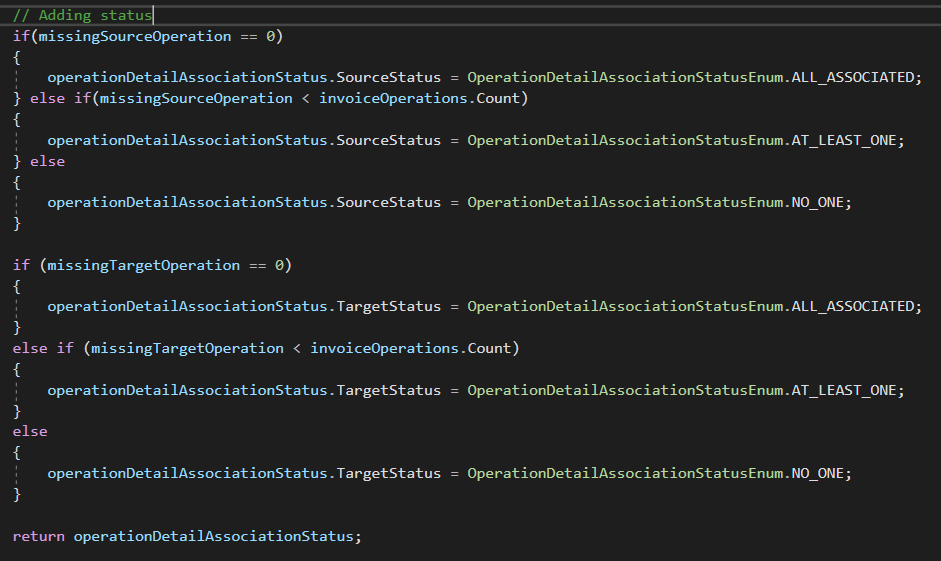 // Adding status
if(missingSourceOperation == 0)
{
operationDetailAssociationStatus.SourceStatus = OperationDetailAssociationStatusEnum.ALL_ASSOCIATED;
} else if(missingSourceOperation < invoiceOperations.Count)
{
operationDetailAssociationStatus.SourceStatus = OperationDetailAssociationStatusEnum.AT_LEAST_ONE;
} else
{
operationDetailAssociationStatus.SourceStatus = OperationDetailAssociationStatusEnum.NO_ONE;
}
if (missingTargetOperation == 0)
{
operationDetailAssociationStatus.TargetStatus = OperationDetailAssociationStatusEnum.ALL_ASSOCIATED;
}
else if (missingTargetOperation < invoiceOperations.Count)
{
operationDetailAssociationStatus.TargetStatus = OperationDetailAssociationStatusEnum.AT_LEAST_ONE;
}
else
{
operationDetailAssociationStatus.TargetStatus = OperationDetailAssociationStatusEnum.NO_ONE;
}
return operationDetailAssociationStatus;